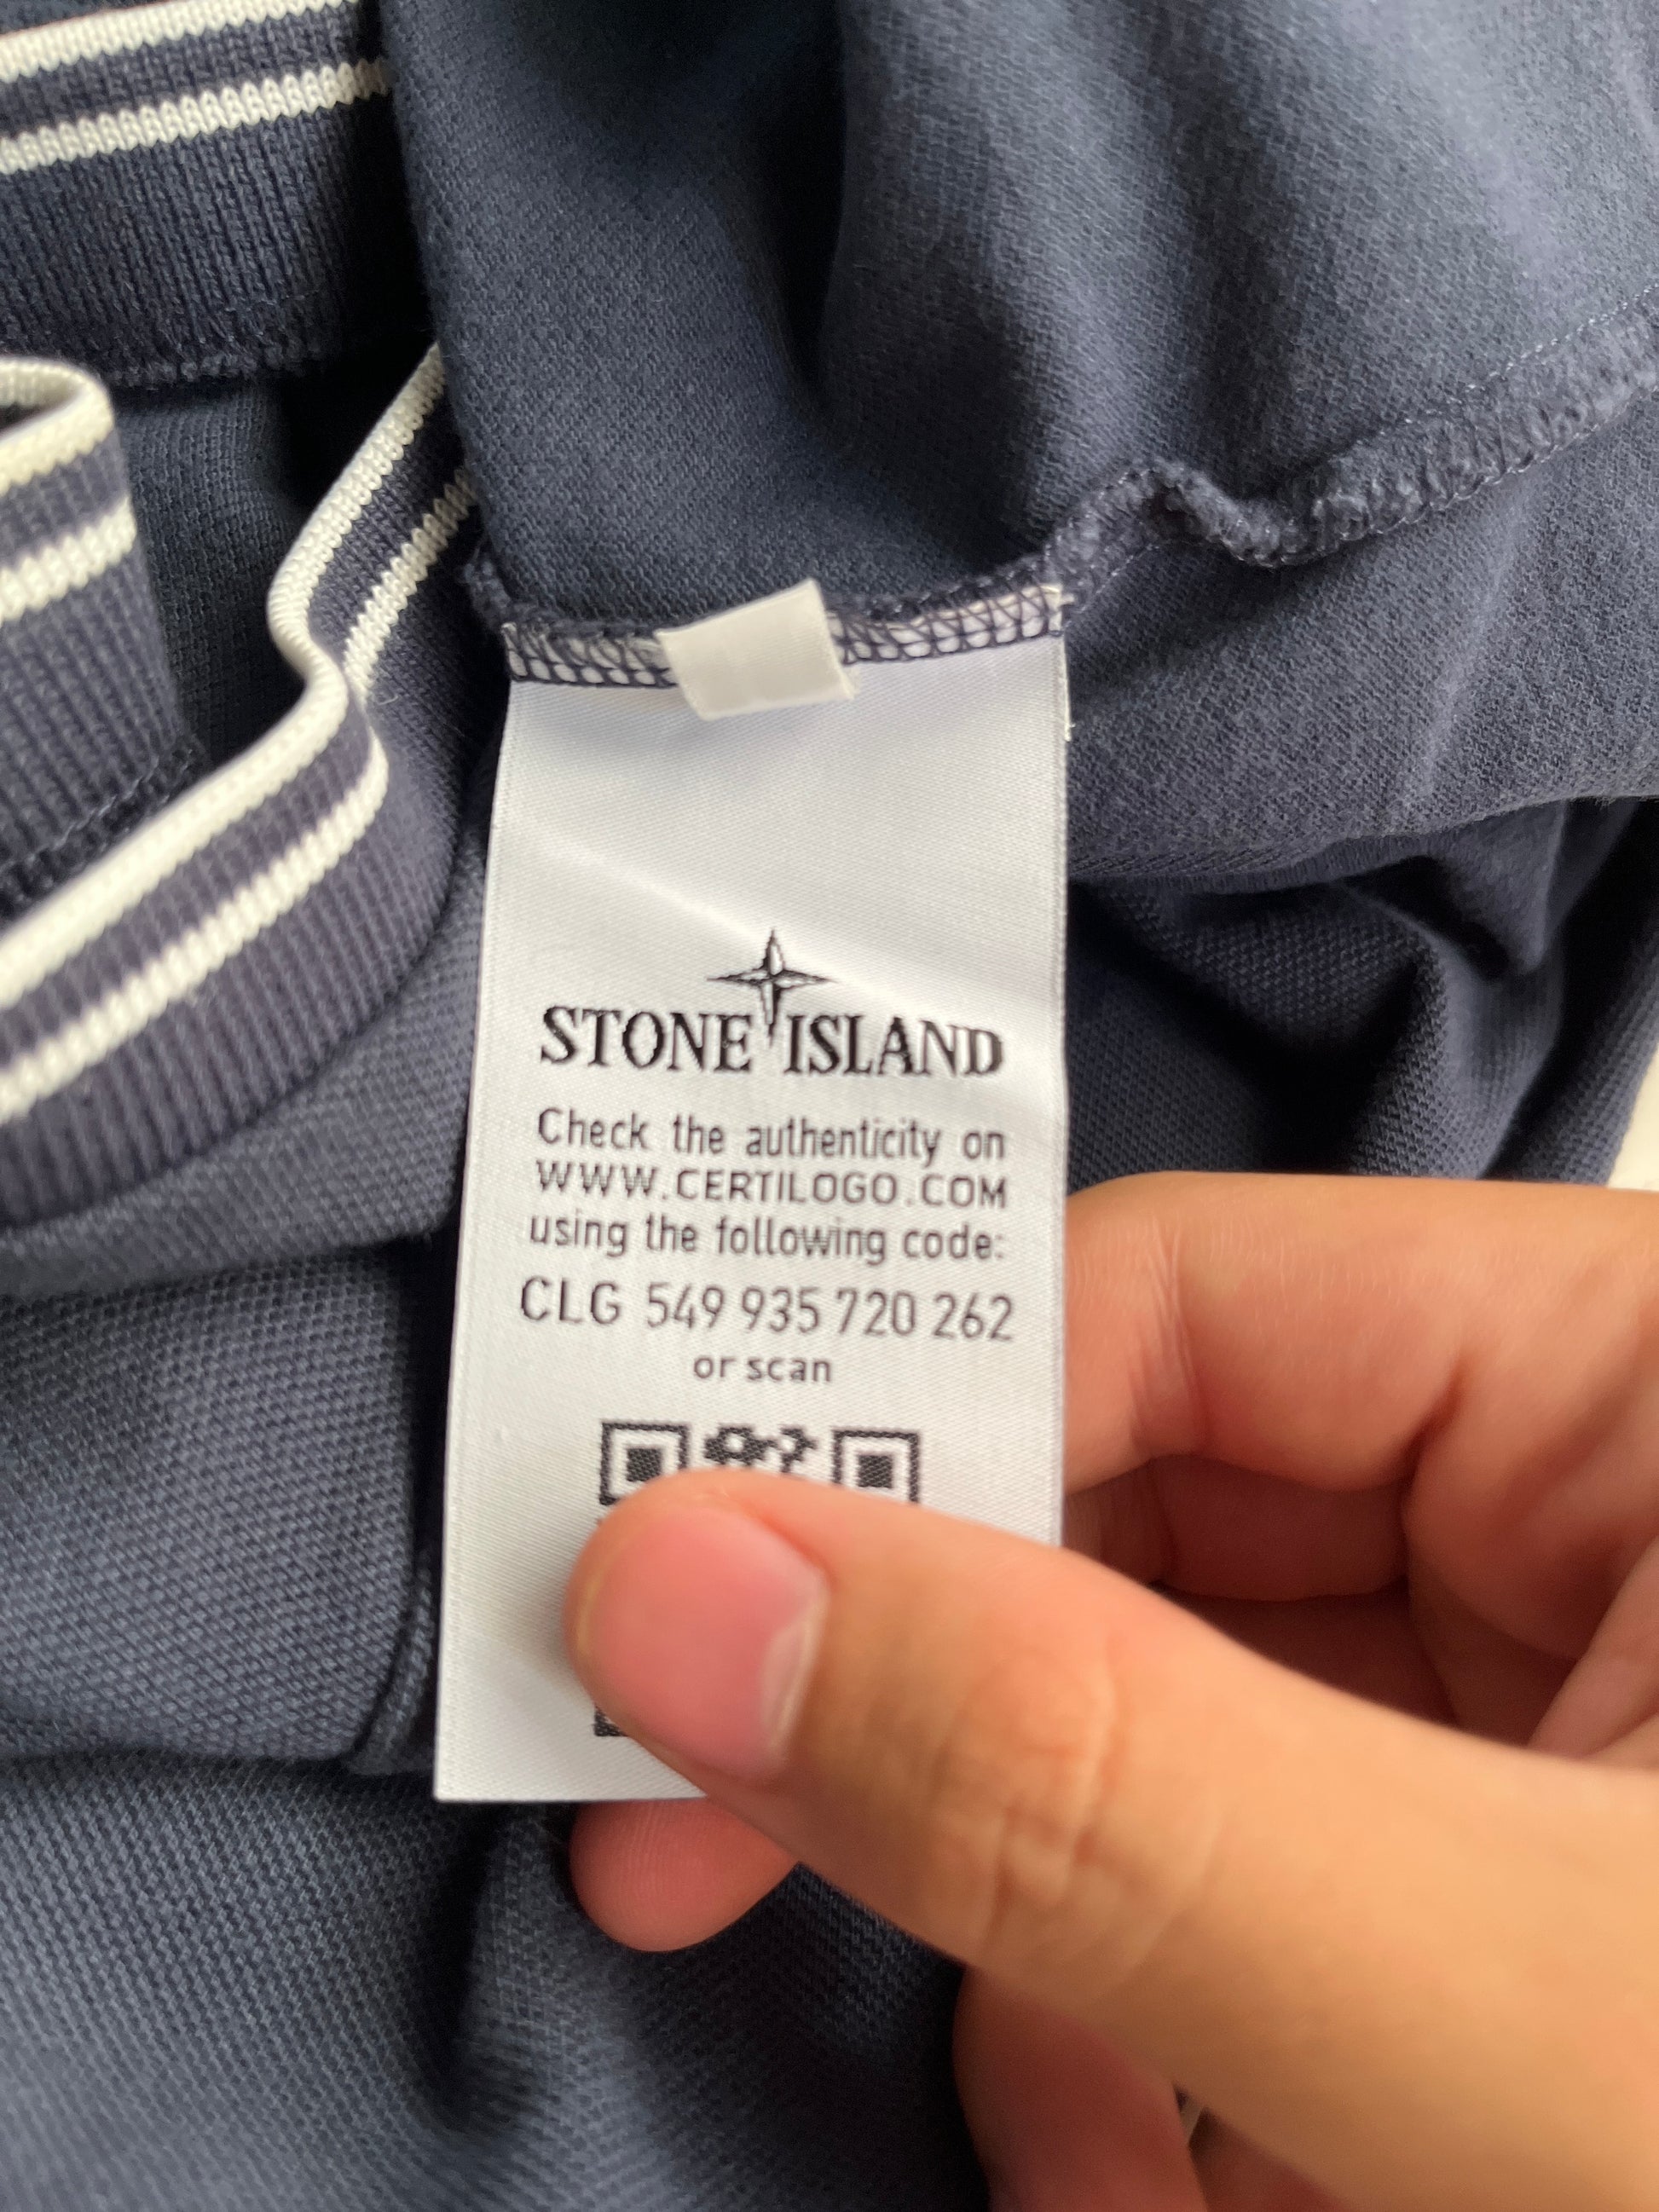 STONE ISLAND
Check the authenticity on
WWW.CERTILOGO.COM
using the following code:
CLG 549 935 720 262
or scan